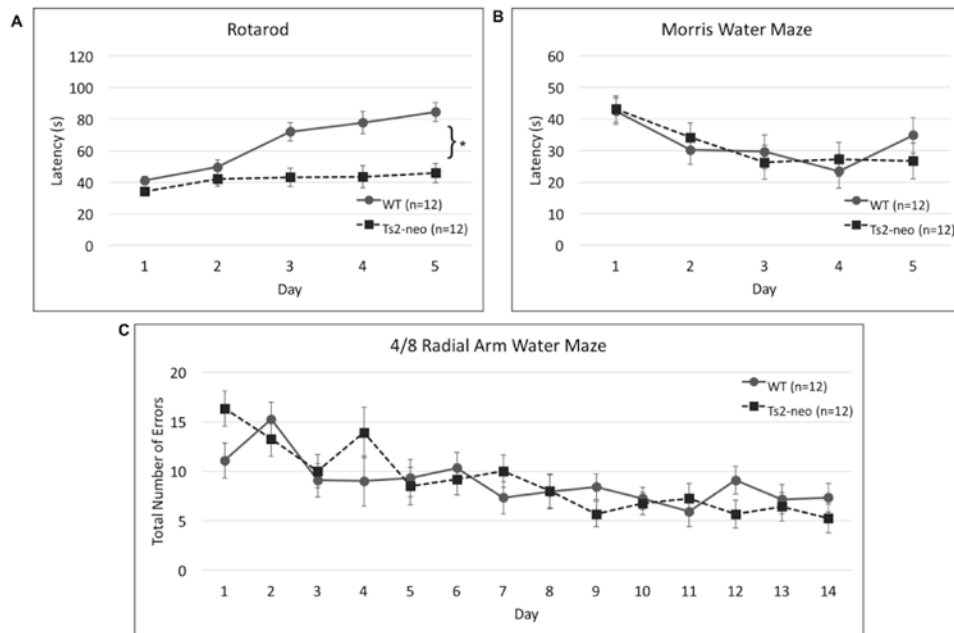 A
Rotarod
120
100
80
60
40
20
0
Latency (s)
*
WT (n=12)
Ts2-neo (n=12)
1 2 3 4 5
Day
B
Morris Water Maze
60
50
40
30
20
10
0
Latency (s)
WT (n=12)
Ts2-neo (n=12)
1 2 3 4 5
Day
C
4/8 Radial Arm Water Maze
20
15
10
5
0
Total Number of Errors
WT (n=12)
Ts2-neo (n=12)
1 2 3 4 5 6 7 8 9 10 11 12 13 14
Day